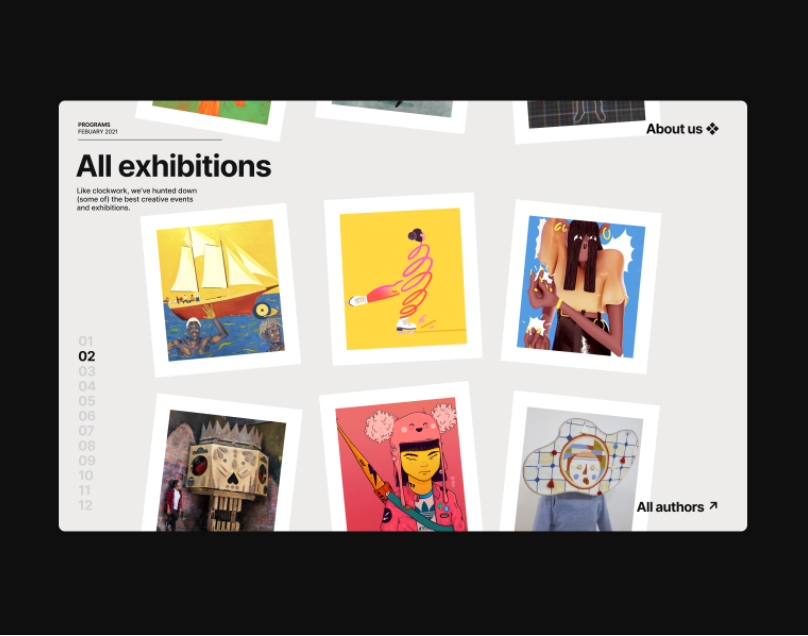 PROGRAMS
FEBUARY 2021
About us
All exhibitions
Like clockwork, we've hunted down
(some of) the best creative events
and exhibitions.
01
02
03
04
05
06
07
08
09
10
11
12
All authors ↗